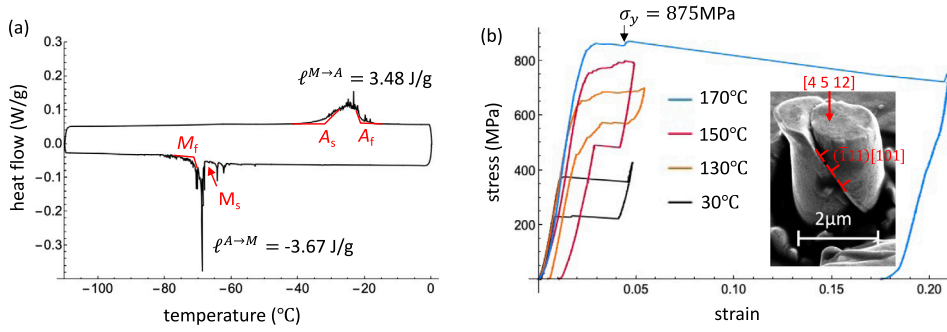 (a)
heat flow (W/g)
0.3
0.2
0.1
0.0
-0.1
-0.2
-0.3
ℓ^{M→A} = 3.48 J/g
M_f
A_s
A_f
M_s
ℓ^{A→M} = -3.67 J/g
−100
−80
−60
−40
−20
0
temperature (℃)
σ_y = 875MPa
(b)
stress (MPa)
800
600
400
200
0
170℃
150℃
130℃
30℃
[4 5 12]
(111)[101]
2μm
0.05
0.10
0.15
0.20
strain